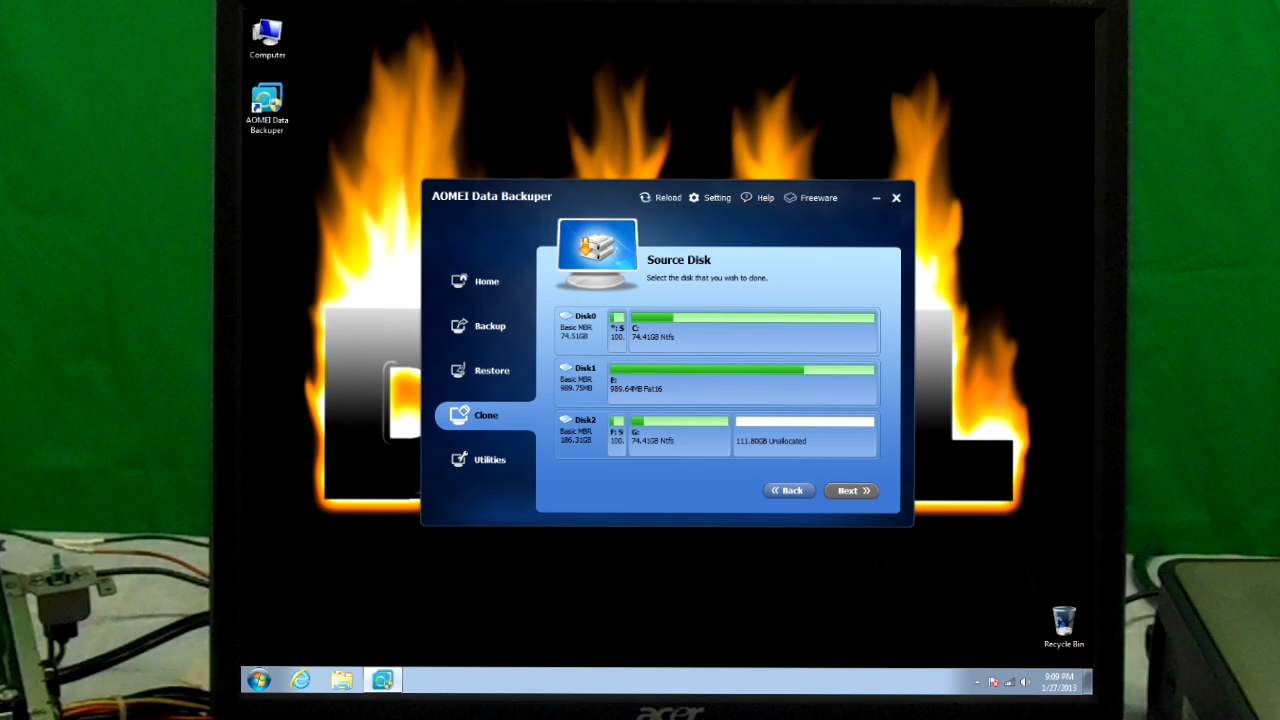 Computer
AOMEI Data
Backuper
AOMEI Data Backuper
Reload
Setting
Help
Freeware
Source Disk
Select the disk that you wish to clone.
Home
Backup
Restore
Clone
Utilities
Disk0
Basic MBR
74.51GB
*: S
100.
C:
74.41GB Ntfs
Disk1
Basic MBR
989.75MB
E:
989.64MB Fat16
Disk2
Basic MBR
186.31GB
F: S
100.
G:
74.41GB Ntfs
111.80GB Unallocated
Back
Next
Recycle Bin
9:09 PM
1/27/2013
acer